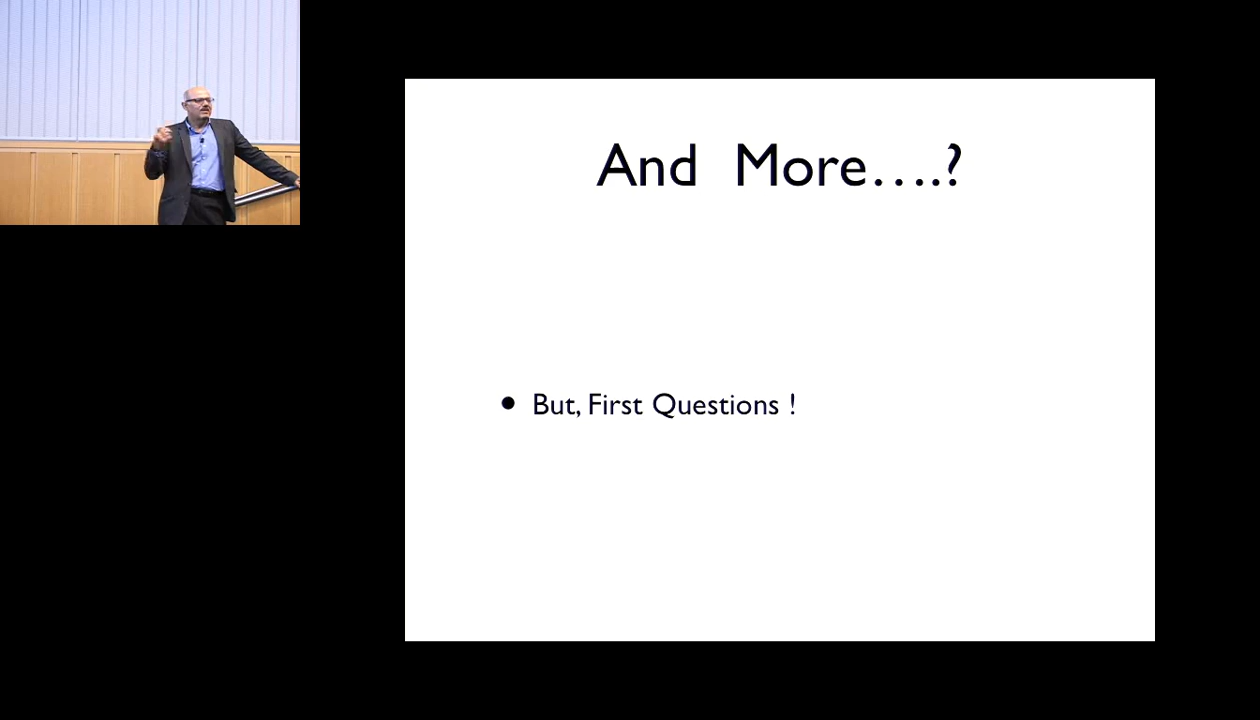 And More….?
• But, First Questions !